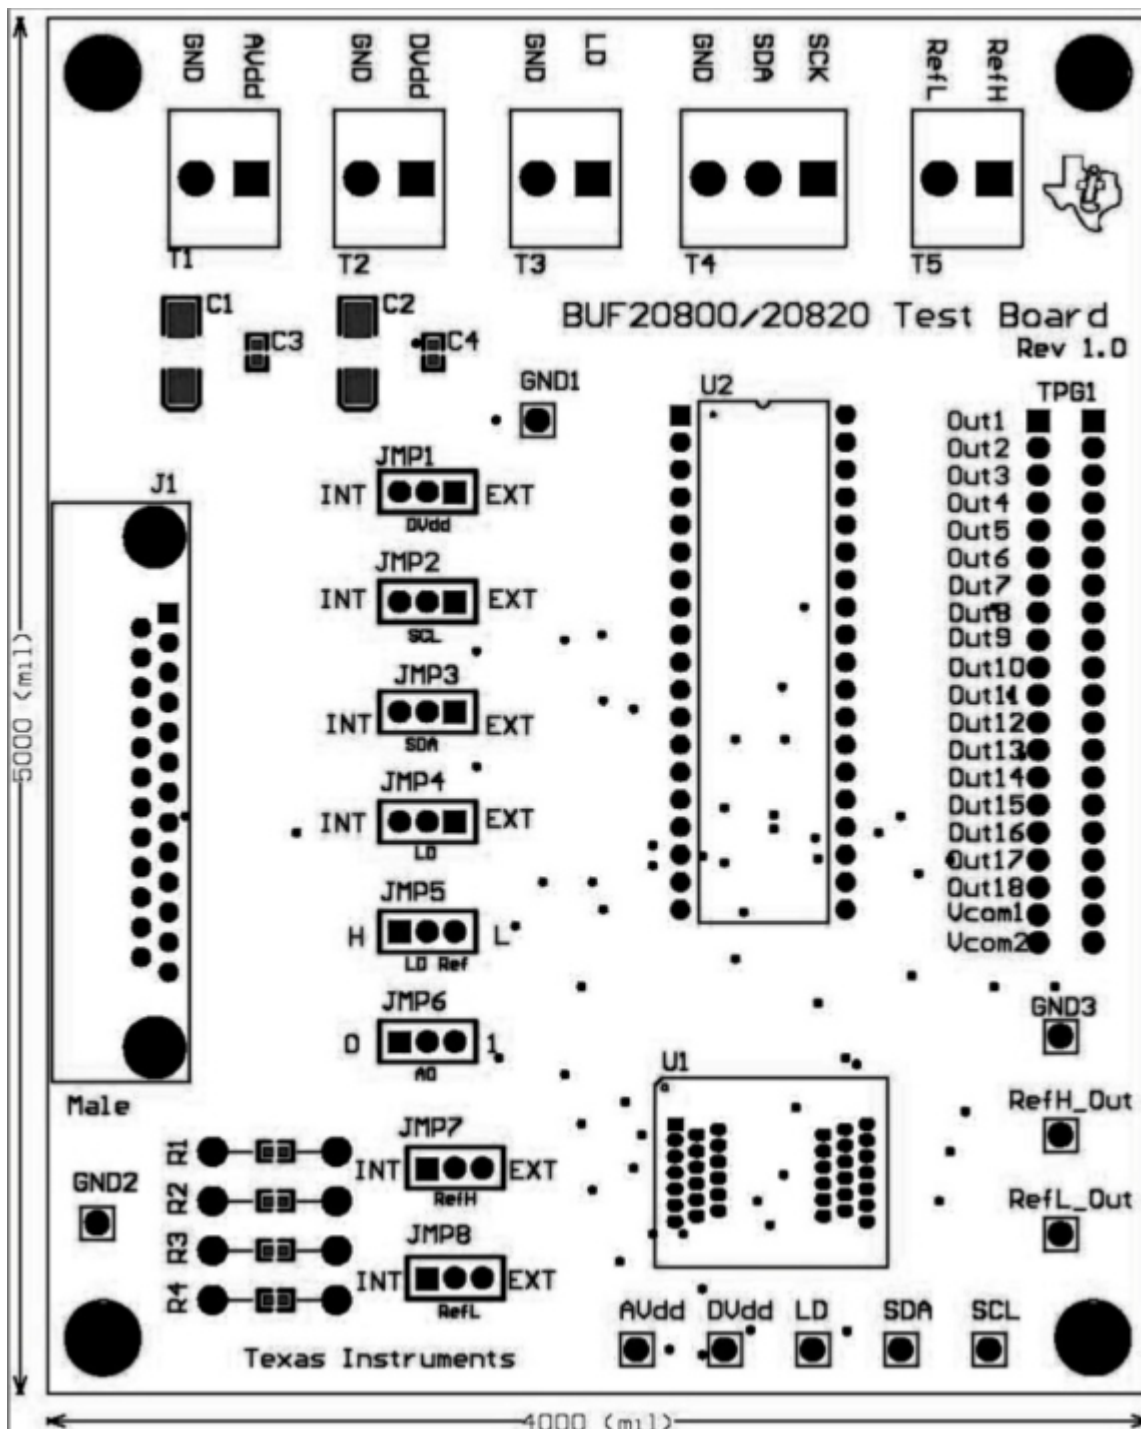 GND AVdd GND DVdd GND LD GND SDA SCK RefL RefH
T1 T2 T3 T4 T5
C1 C2 BUF20800/20820 Test Board
C3 C4 Rev 1.0
GND1 U2 TPG1
Out1
Out2
JMP1
J1 INT EXT Out3
DVdd Out4
Out5
JMP2 Out6
INT EXT Out7
SCL Out8
Out9
JMP3 Out10
INT EXT Out11
SDA Out12
5000 (mil)
Out13
JMP4 Out14
INT EXT Out15
LD Out16
Out17
JMP5 Out18
H L Vcom1
LD Ref Vcom2
JMP6 GND3
0 1 U1
A0
Male RefH_Out
JMP7
R1 INT EXT
RefH
GND2 R2 RefL_Out
R3 JMP8
INT EXT
R4 RefL
AVdd DVdd LD SDA SCL
Texas Instruments
4000 (mil)